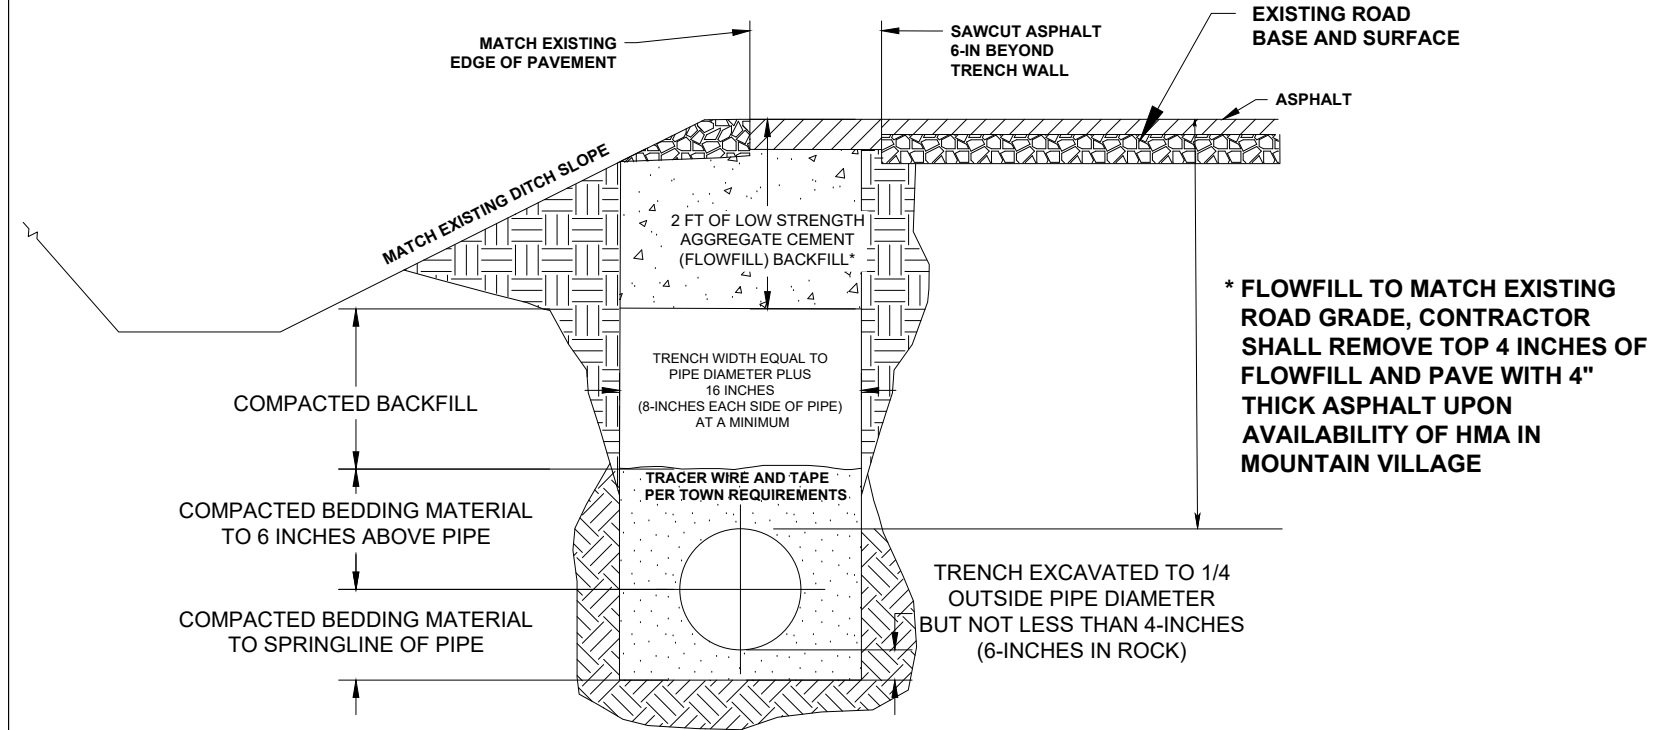 MATCH EXISTING
EDGE OF PAVEMENT
SAWCUT ASPHALT
6-IN BEYOND
TRENCH WALL
EXISTING ROAD
BASE AND SURFACE
ASPHALT
MATCH EXISTING DITCH SLOPE
2 FT OF LOW STRENGTH
AGGREGATE CEMENT
(FLOWFILL) BACKFILL*
* FLOWFILL TO MATCH EXISTING
ROAD GRADE, CONTRACTOR
SHALL REMOVE TOP 4 INCHES OF
FLOWFILL AND PAVE WITH 4"
THICK ASPHALT UPON
AVAILABILITY OF HMA IN
MOUNTAIN VILLAGE
TRENCH WIDTH EQUAL TO
PIPE DIAMETER PLUS
16 INCHES
(8-INCHES EACH SIDE OF PIPE)
AT A MINIMUM
COMPACTED BACKFILL
TRACER WIRE AND TAPE
PER TOWN REQUIREMENTS
COMPACTED BEDDING MATERIAL
TO 6 INCHES ABOVE PIPE
COMPACTED BEDDING MATERIAL
TO SPRINGLINE OF PIPE
TRENCH EXCAVATED TO 1/4
OUTSIDE PIPE DIAMETER
BUT NOT LESS THAN 4-INCHES
(6-INCHES IN ROCK)